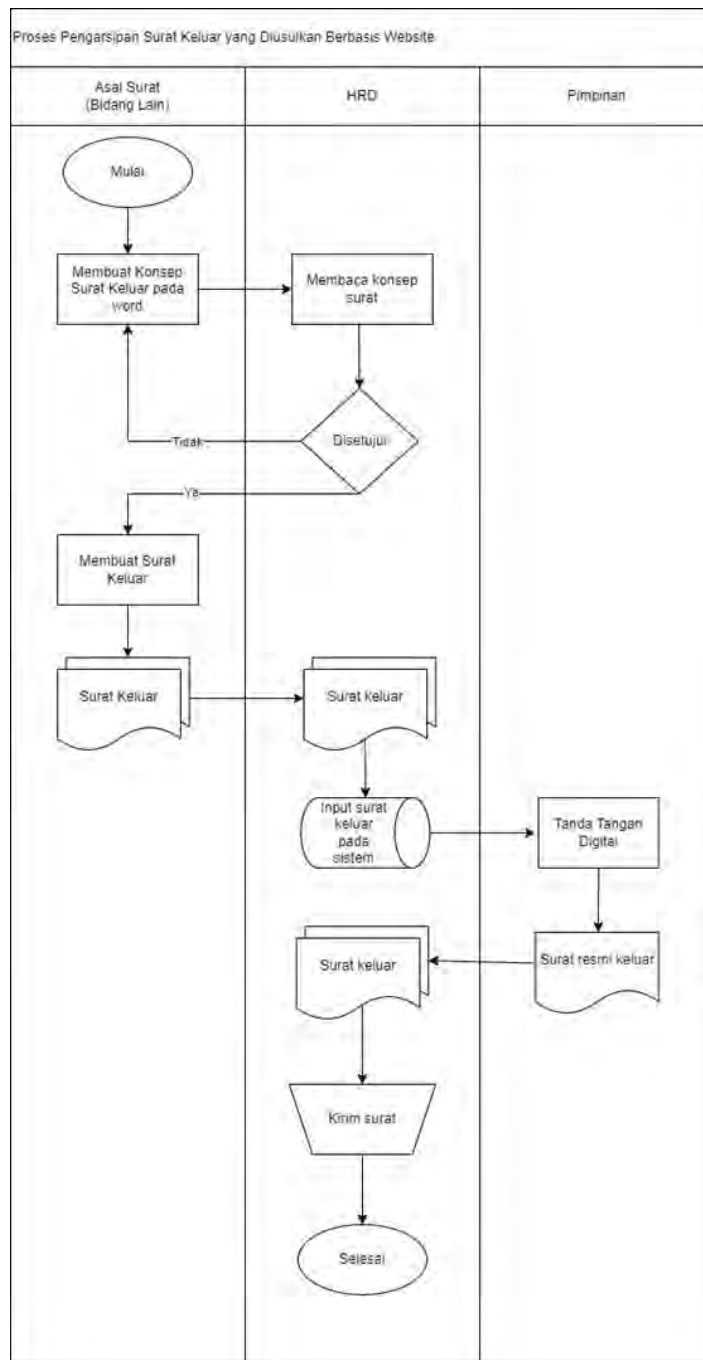 Proses Pengarsipan Surat Keluar yang Diusulkan Berbasis Website
Asal Surat
(Bidang Lain)
HRD
Pimpinan
Mulai
Membuat Konsep
Surat Keluar pada
word
Membaca konsep
surat
Disetujui
Tidak
Ya
Membuat Surat
Keluar
Surat Keluar
Surat keluar
Input surat
keluar
pada
sistem
Tanda Tangan
Digital
Surat resmi keluar
Surat keluar
Kirim surat
Selesai